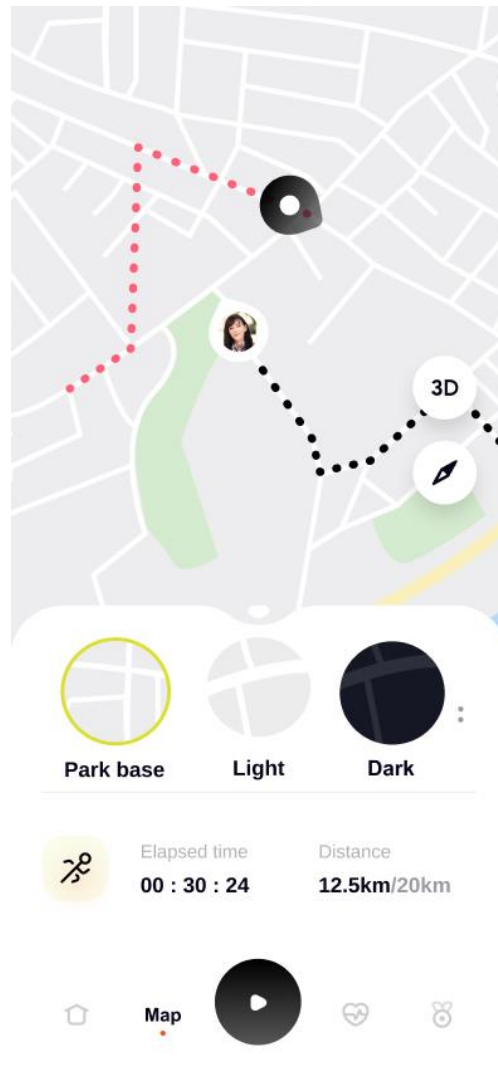 3D
Park base
Light
Dark
Elapsed time
Distance
00 : 30 : 24
12.5km/20km
Map